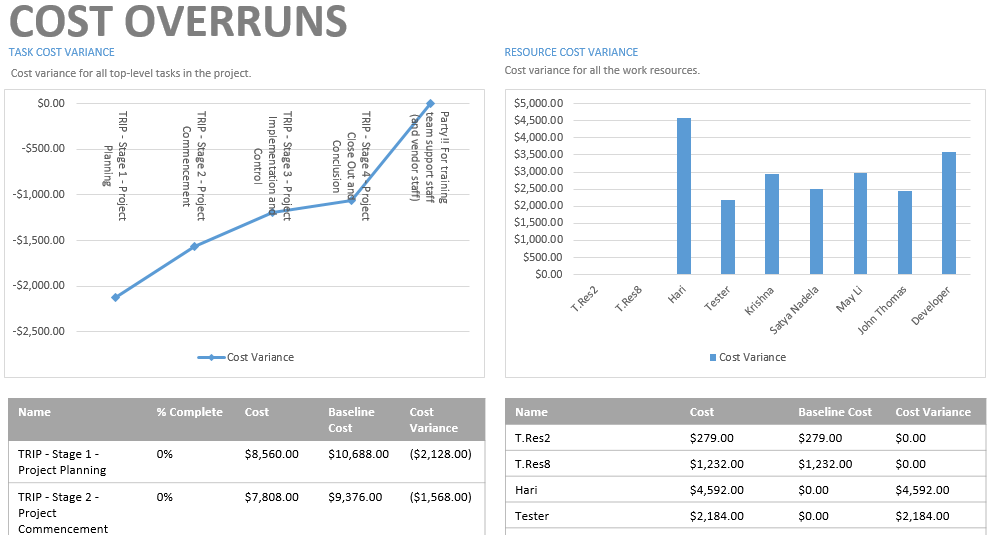 COST OVERRUNS
TASK COST VARIANCE
Cost variance for all top-level tasks in the project.
$0.00
-$500.00
-$1,000.00
-$1,500.00
-$2,000.00
-$2,500.00
TRIP - Stage 1 - Project
Planning
TRIP - Stage 2 - Project
Commencement
TRIP - Stage 3 - Project
Implementation and
Control
TRIP - Stage 4 - Project
Close Out and
Conclusion
Party!! For training
team support staff
(and vendor staff)
Cost Variance
RESOURCE COST VARIANCE
Cost variance for all the work resources.
$5,000.00
$4,500.00
$4,000.00
$3,500.00
$3,000.00
$2,500.00
$2,000.00
$1,500.00
$1,000.00
$500.00
$0.00
T.Res2
T.Res8
Hari
Tester
Krishna
Satya Nadela
May Li
John Thomas
Developer
Cost Variance
Name % Complete Cost Baseline Cost
Cost Variance
TRIP - Stage 1 - 0% $8,560.00 $10,688.00 ($2,128.00)
Project Planning
TRIP - Stage 2 - 0% $7,808.00 $9,376.00 ($1,568.00)
Project
Commencement
Name Cost Baseline Cost Cost Variance
T.Res2 $279.00 $279.00 $0.00
T.Res8 $1,232.00 $1,232.00 $0.00
Hari $4,592.00 $0.00 $4,592.00
Tester $2,184.00 $0.00 $2,184.00